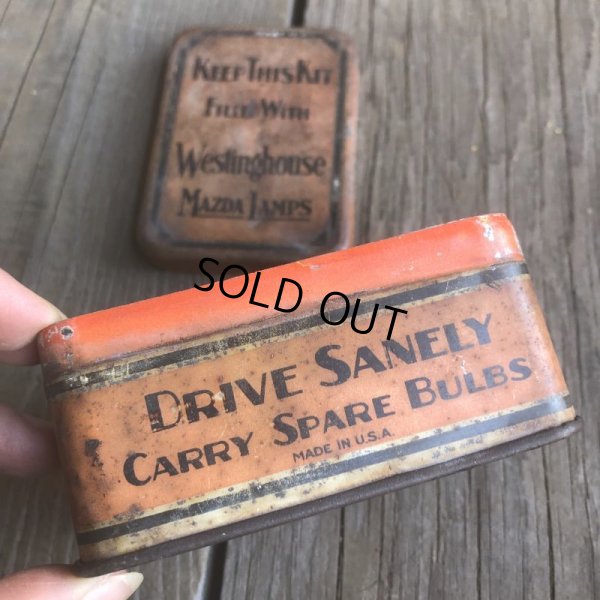 KEEP THIS KIT
FILLED WITH
Westinghouse
MAZDA LAMPS
SOLD OUT
DRIVE SANELY
CARRY SPARE BULBS
MADE IN U.S.A.